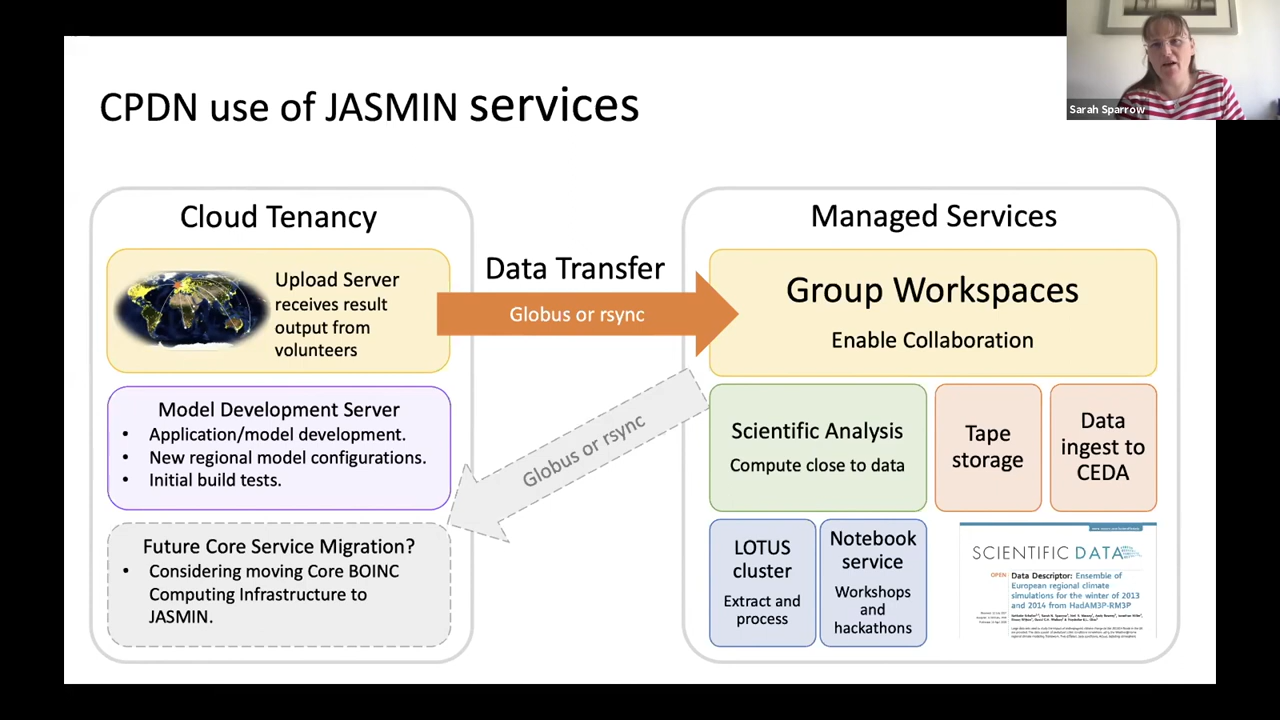 Sarah Sparrow
CPDN use of JASMIN services
Cloud Tenancy
Upload Server
receives result
output from
volunteers
Model Development Server
• Application/model development.
• New regional model configurations.
• Initial build tests.
Future Core Service Migration?
• Considering moving Core BOINC
Computing Infrastructure to
JASMIN.
Data Transfer
Globus or rsync
Globus or rsync
Managed Services
Group Workspaces
Enable Collaboration
Scientific Analysis
Compute close to data
Tape
storage
Data
ingest to
CEDA
LOTUS
cluster
Extract and
process
Notebook
service
Workshops
and
hackathons
SCIENTIFIC DATA
OPEN Data Descriptor: Ensemble of
European regional climate
simulations for the winter of 2013
and 2014 from HadAM3P-RM3P